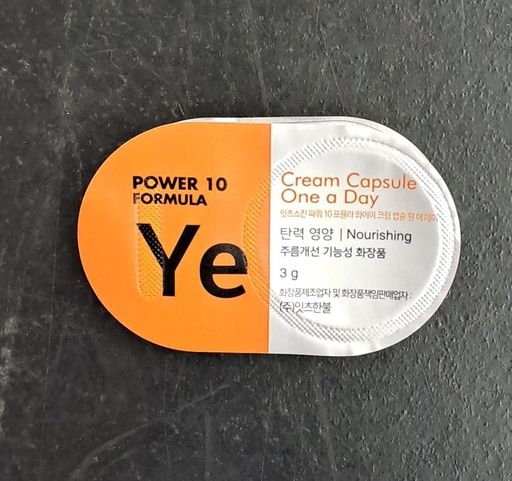 POWER 10
FORMULA
Ye
Cream Capsule
One a Day
잇츠스킨 파워 10 포뮬라 와이이 크림 캡슐 원 어 데이
탄력 영양 | Nourishing
주름개선 기능성 화장품
3 g
화장품제조업자 및 화장품책임판매업자 :
(주)잇츠한불